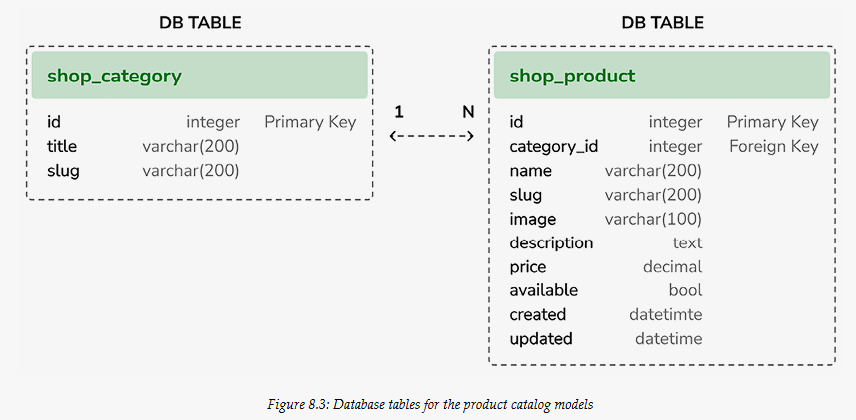 DB TABLE
shop_category
id integer Primary Key
title varchar(200)
slug varchar(200)
1 N
DB TABLE
shop_product
id integer Primary Key
category_id integer Foreign Key
name varchar(200)
slug varchar(200)
image varchar(100)
description text
price decimal
available bool
created datetimte
updated datetime
Figure 8.3: Database tables for the product catalog models